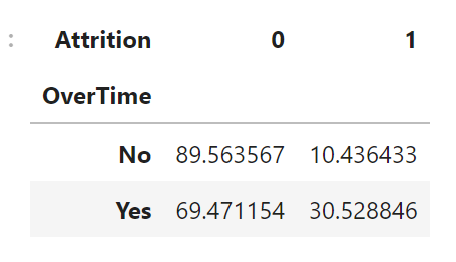 : Attrition 0 1
OverTime
No 89.563567 10.436433
Yes 69.471154 30.528846